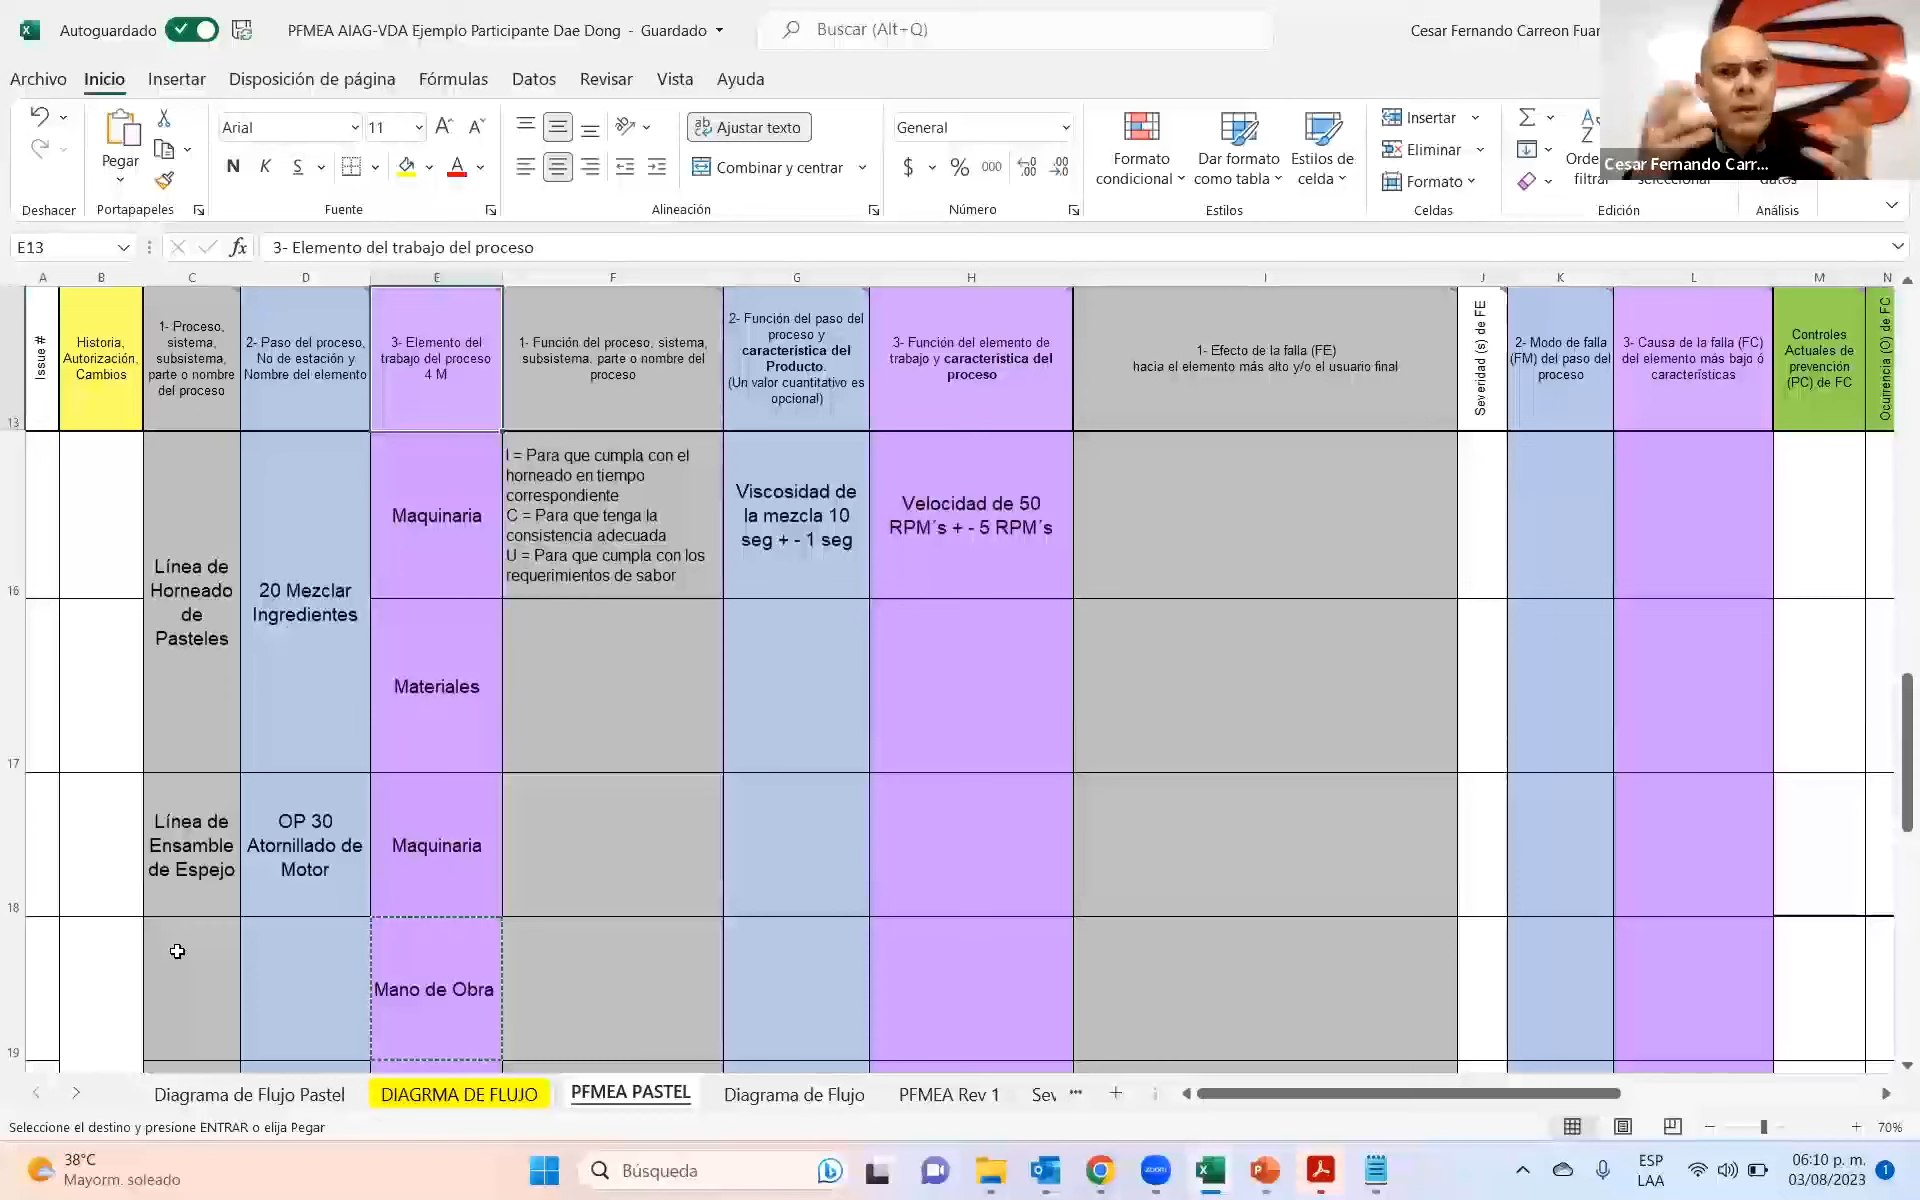 Autoguardado
PFMEA AIAG-VDA Ejemplo Participante Dae Dong - Guardado
Buscar (Alt+Q)
Cesar Fernando Carreon Fuar
Archivo Inicio Insertar Disposición de página Fórmulas Datos Revisar Vista Ayuda
Arial 11
Ajustar texto
General
Insertar
Eliminar
Formato
Pegar
N K S
Combinar y centrar
$ % 000
Formato
condicional
Dar formato
como tabla
Estilos de
celda
Orde
filtrar
Cesar Fernando Carr...
Deshacer Portapapeles Fuente Alineación Número Estilos Celdas Edición Análisis
E13 fx 3- Elemento del trabajo del proceso
A B C D E F G H I J K L M N
13
Issue #
Historia,
Autorización,
Cambios
1- Proceso,
sistema,
subsistema,
parte o nombre
del proceso
2- Paso del proceso,
No de estación y
Nombre del elemento
3- Elemento del
trabajo del proceso
4 M
1- Función del proceso, sistema,
subsistema, parte o nombre del
proceso
2- Función del paso del
proceso y
característica del
Producto.
(Un valor cuantitativo es
opcional)
3- Función del elemento de
trabajo y característica del
proceso
1- Efecto de la falla (FE)
hacia el elemento más alto y/o el usuario final
Severidad (s) de FE
2- Modo de falla
(FM) del paso del
proceso
3- Causa de la falla (FC)
del elemento más bajo ó
características
Controles
Actuales de
prevención
(PC) de FC
Ocurrencia (O) de FC
16
Línea de
Horneado
de
Pasteles
20 Mezclar
Ingredientes
Maquinaria
I = Para que cumpla con el
horneado en tiempo
correspondiente
C = Para que tenga la
consistencia adecuada
U = Para que cumpla con los
requerimientos de sabor
Viscosidad de
la mezcla 10
seg + - 1 seg
Velocidad de 50
RPM´s + - 5 RPM´s
17
Materiales
18
Línea de
Ensamble
de Espejo
OP 30
Atornillado de
Motor
Maquinaria
19
Mano de Obra
Diagrama de Flujo Pastel DIAGRMA DE FLUJO PFMEA PASTEL Diagrama de Flujo PFMEA Rev 1 Sev ...
Seleccione el destino y presione ENTRAR o elija Pegar
70%
38°C
Mayorm. soleado
Búsqueda
zoom
ESP
LAA
06:10 p. m.
03/08/2023
1